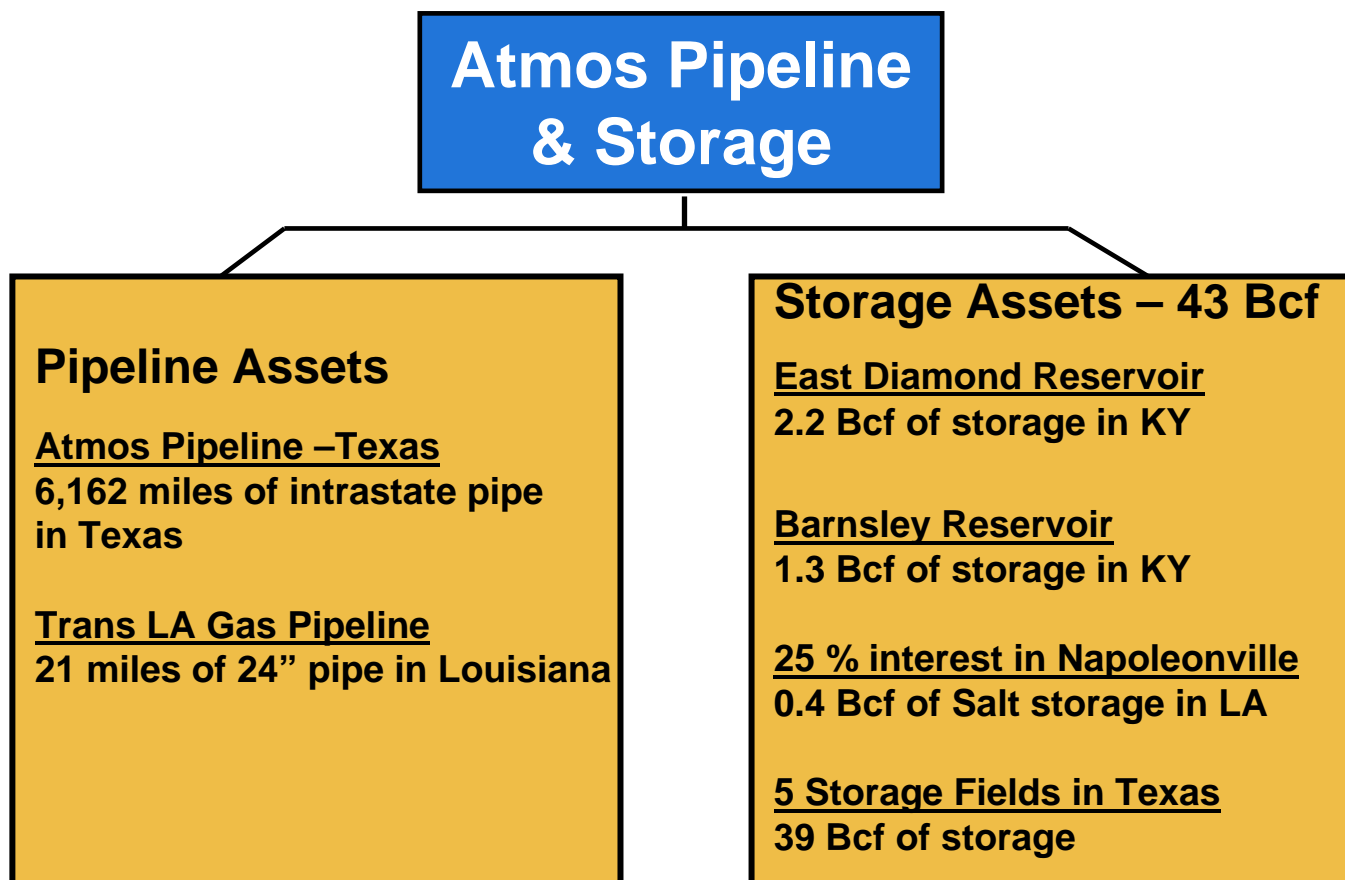 Atmos Pipeline
& Storage
Pipeline Assets
Atmos Pipeline –Texas
6,162 miles of intrastate pipe
in Texas
Trans LA Gas Pipeline
21 miles of 24” pipe in Louisiana
Storage Assets – 43 Bcf
East Diamond Reservoir
2.2 Bcf of storage in KY
Barnsley Reservoir
1.3 Bcf of storage in KY
25 % interest in Napoleonville
0.4 Bcf of Salt storage in LA
5 Storage Fields in Texas
39 Bcf of storage